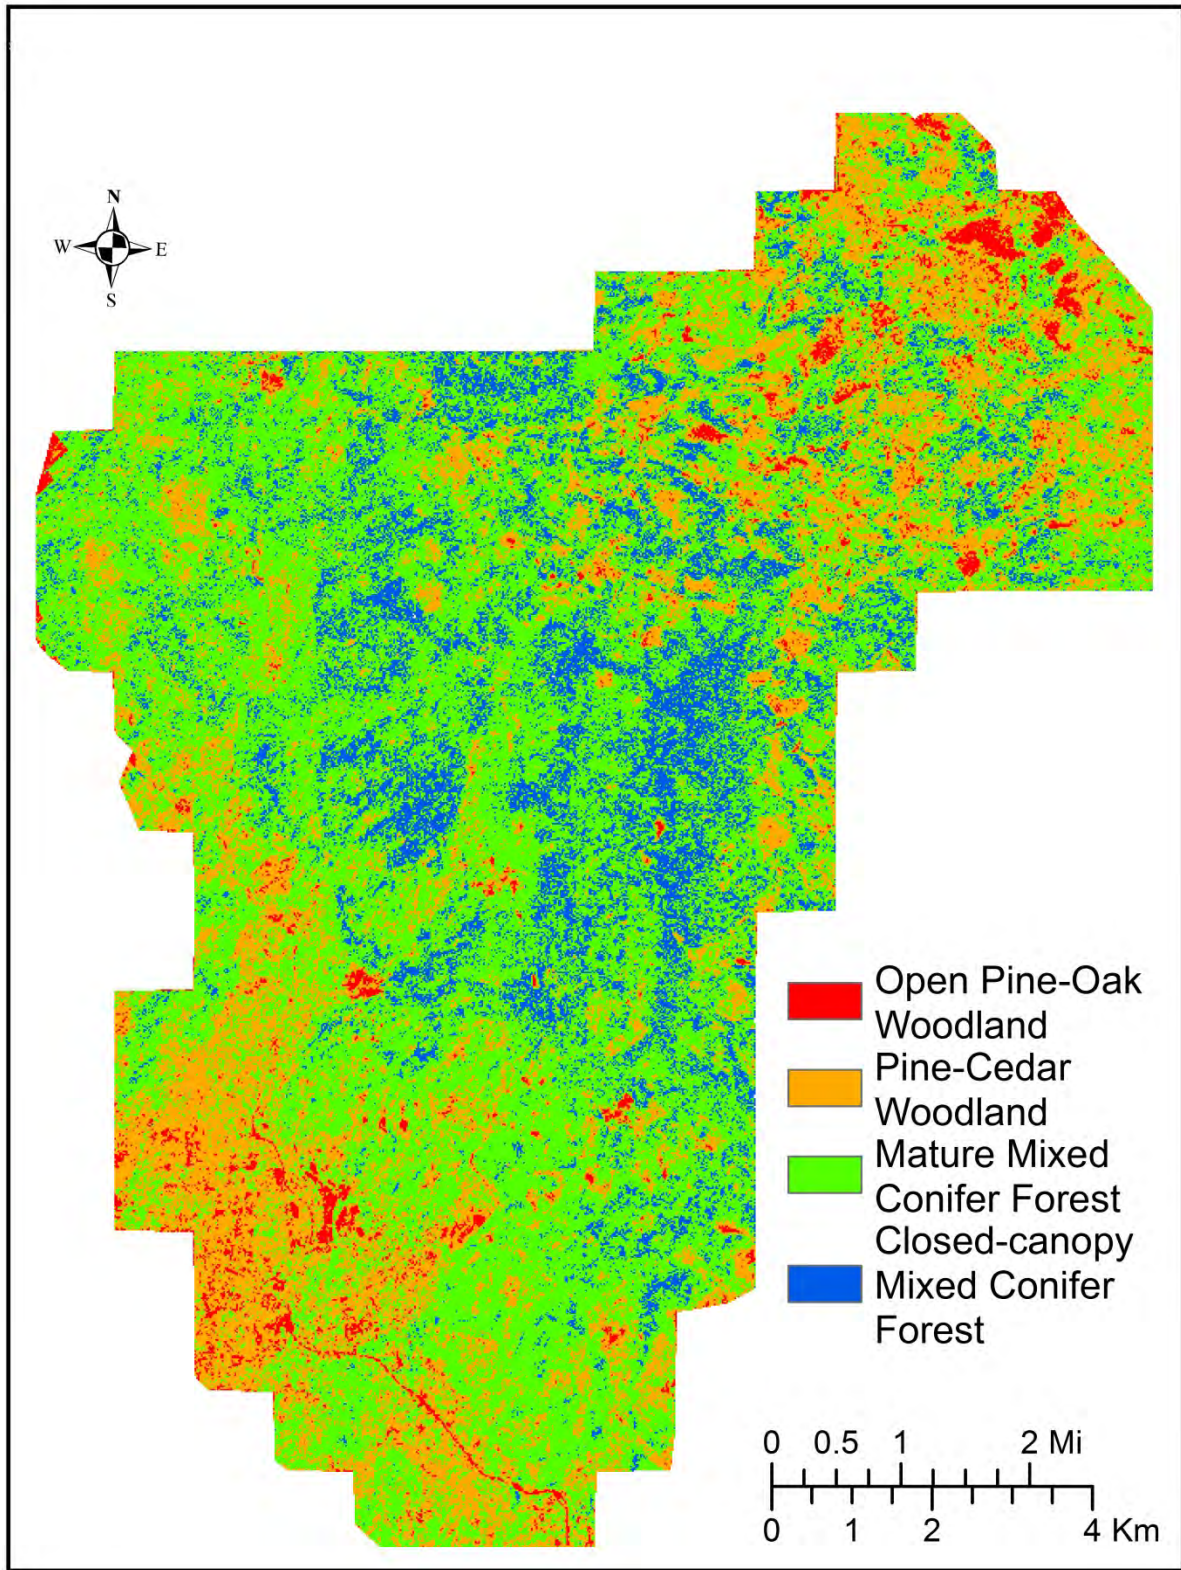 N
W E
S
Open Pine-Oak
Woodland
Pine-Cedar
Woodland
Mature Mixed
Conifer Forest
Closed-canopy
Mixed Conifer
Forest
0 0.5 1 2 Mi
0 1 2 4 Km